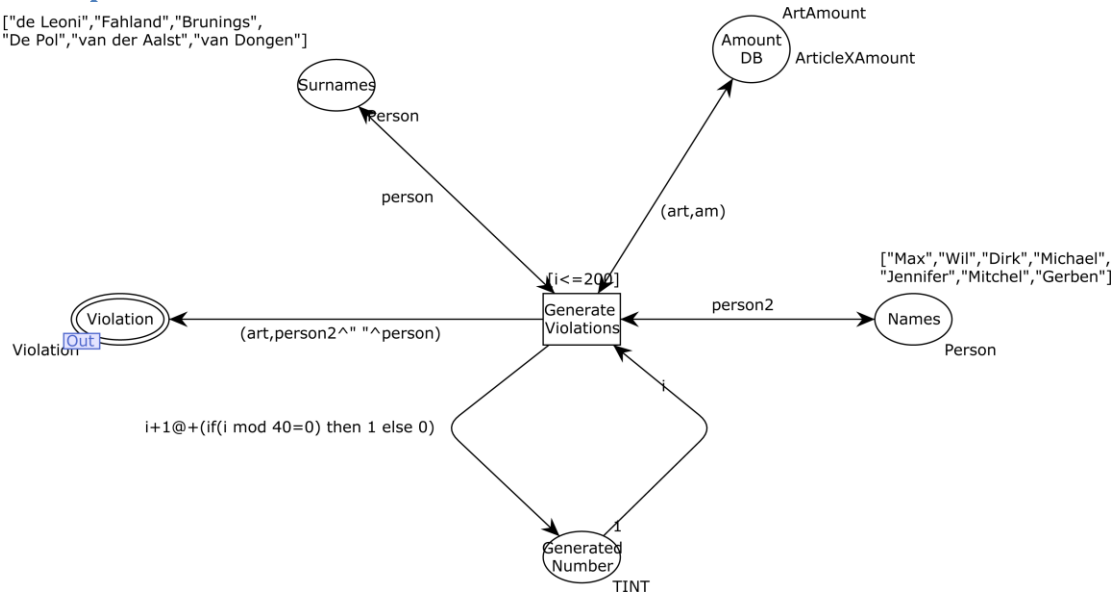 ["de Leoni","Fahland","Brunings",
"De Pol","van der Aalst","van Dongen"]
ArtAmount
Amount
DB
ArticleXAmount
Surnames
Person
person
(art,am)
["Max","Wil","Dirk","Michael",
"Jennifer","Mitchel","Gerben"]
[i<=200]
Generate
Violations
person2
Names
Person
Violation
Out
Violation
(art,person2^" "^person)
i
i+1@+(if(i mod 40=0) then 1 else 0)
1
Generated
Number
TINT